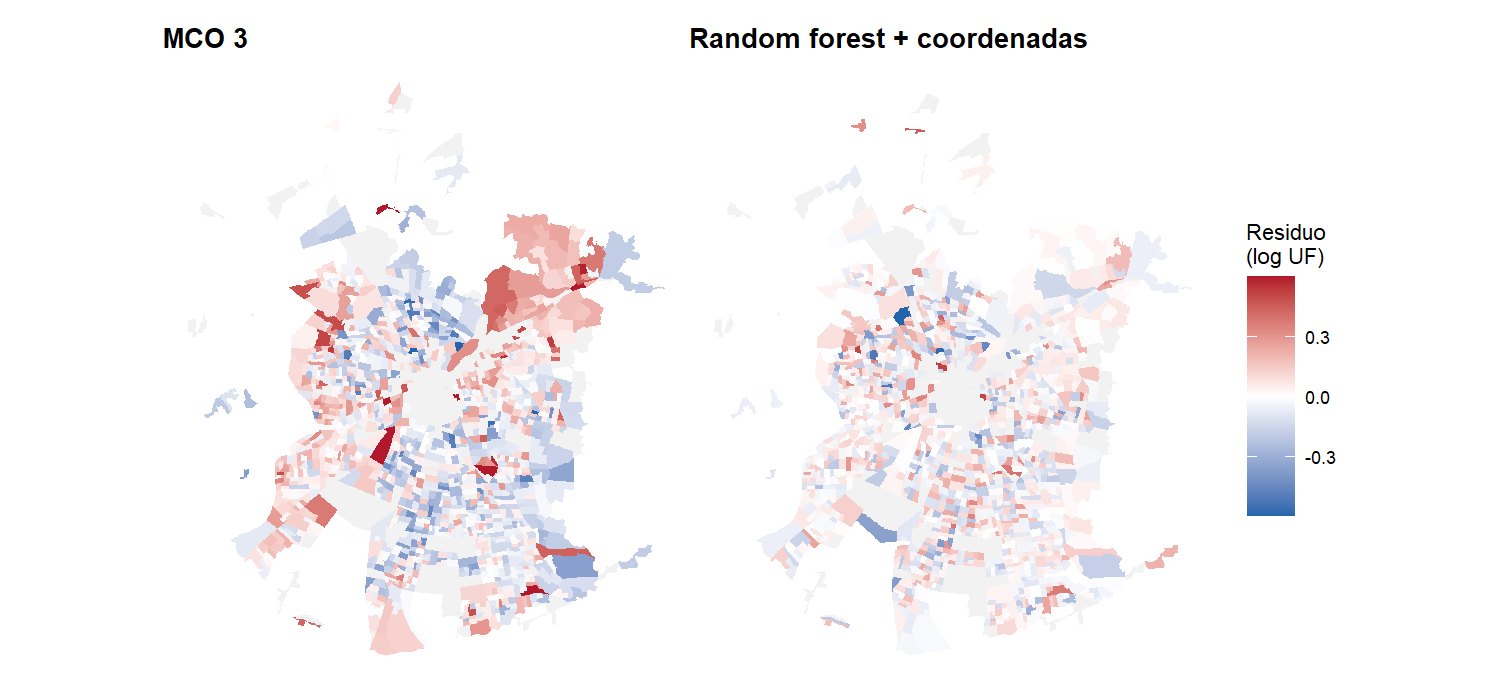 MCO 3
Random forest + coordenadas
Residuo
(log UF)
0.3
0.0
-0.3